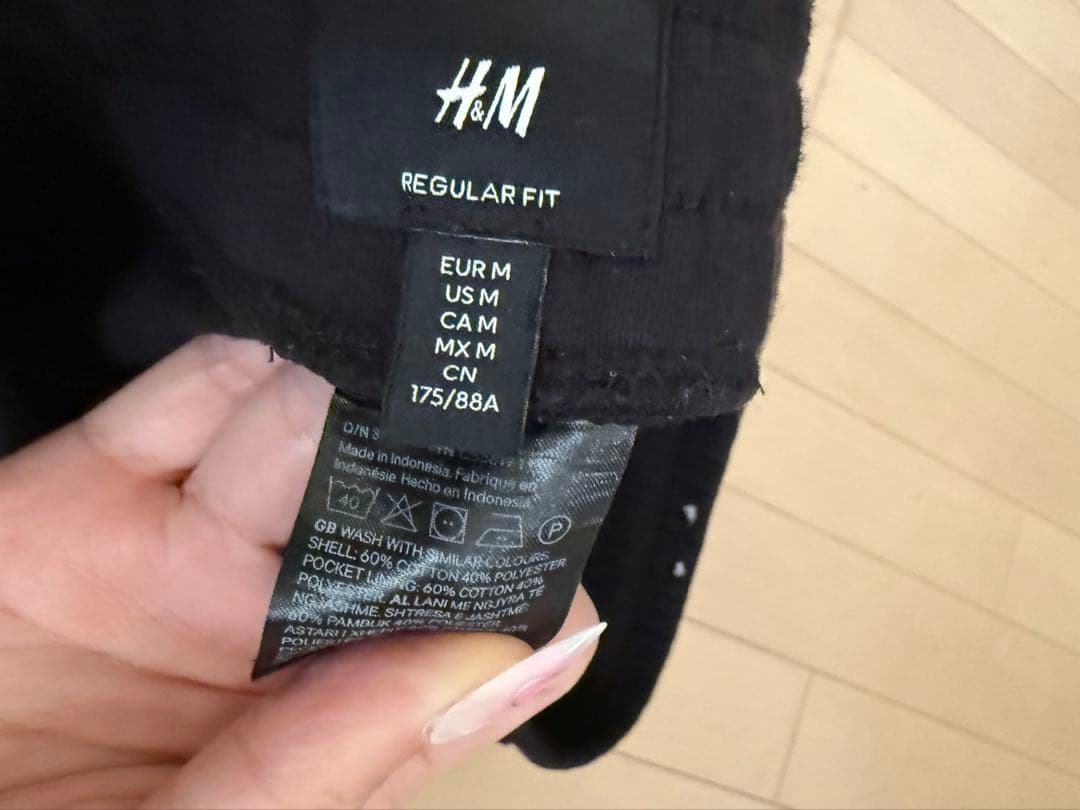 H&M
REGULAR FIT
EUR M
US M
CA M
MX M
CN
175/88A
D/N
Made in Indonesia. Fabriqué en
Indonésie Hecho en Indonesia
40
P
GB WASH WITH SIMILAR COLOURS
SHELL: 60% COTTON 40% POLYESTER.
POCKET LINING: 60% COTTON 40%
AL LANI ME NGJYRA TË
SHTRESA E JASHTME:
60% PAMBUK 40% POLIESTER